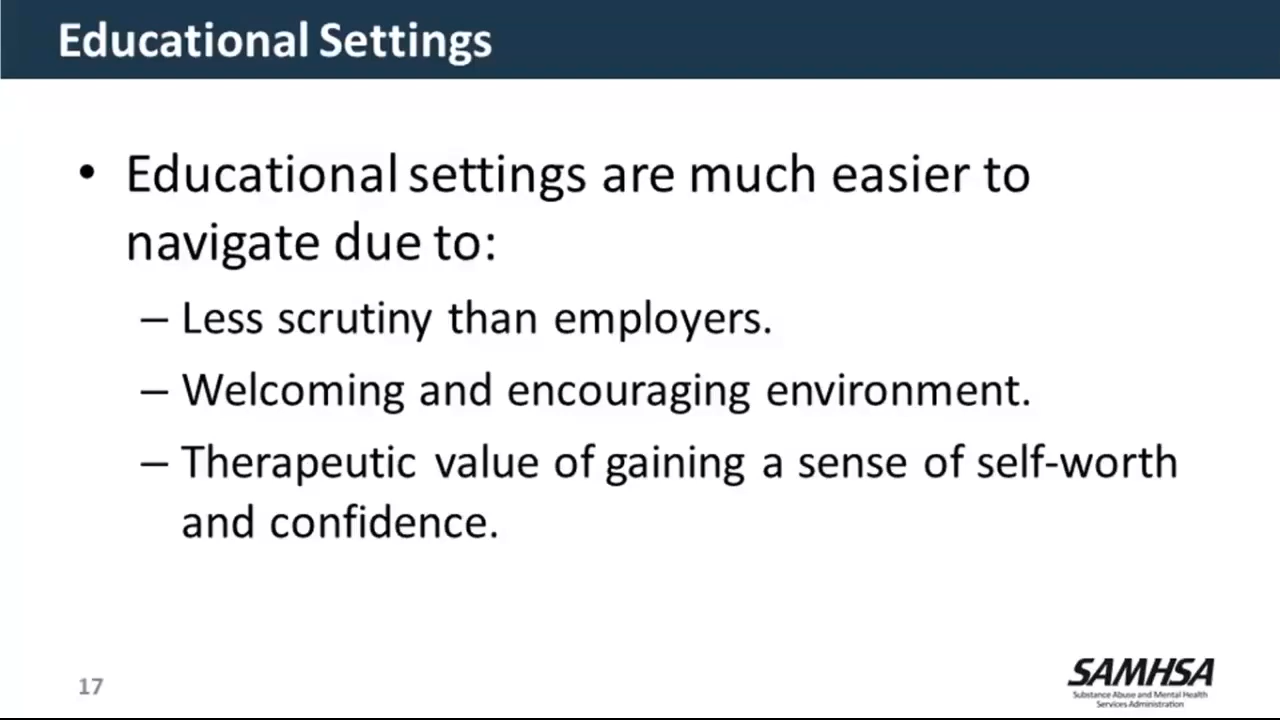 Educational Settings
• Educational settings are much easier to
navigate due to:
– Less scrutiny than employers.
– Welcoming and encouraging environment.
– Therapeutic value of gaining a sense of self-worth
and confidence.
17
SAMHSA
Substance Abuse and Mental Health
Services Administration